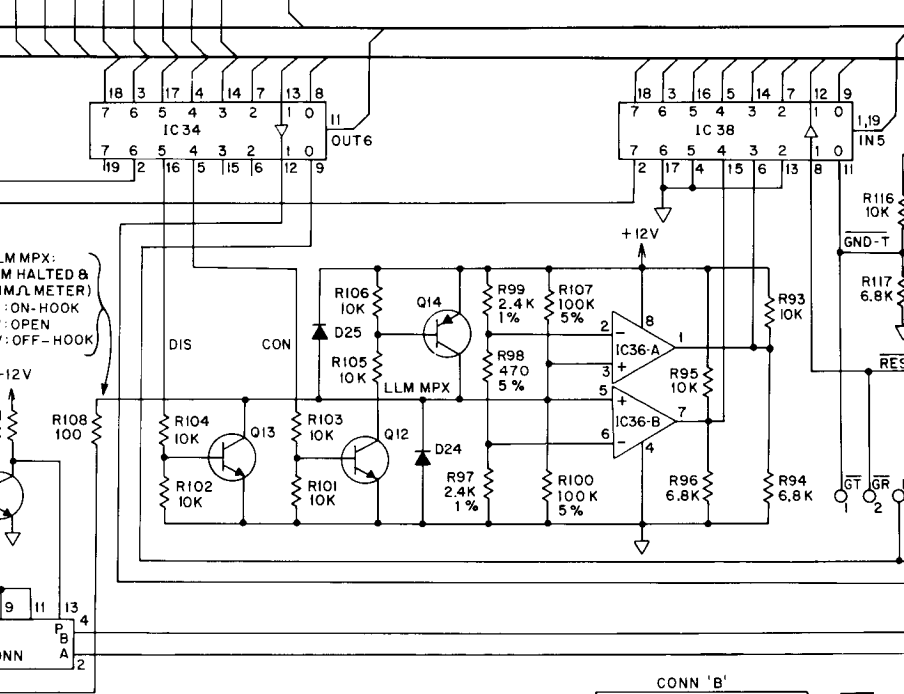 18 3 17 4 14 7 13 8
7 6 5 4 3 2 1 0
IC34
11
OUT6
7 6 5 4 3 2 1 0
19 2 16 5 15 6 12 9
18 3 16 5 14 7 12 9
7 6 5 4 3 2 1 0
IC38
1,19
IN5
7 6 5 4 3 2 1 0
2 17 4 15 6 13 8 11
R116
10K
GND-T
R117
6.8K
LM MPX:
M HALTED &
MΩ METER)
:ON-HOOK
:OPEN
:OFF-HOOK
+12V
R106
10K
Q14
R99
2.4K
1%
R107
100K
5%
R93
10K
D25
2
–
8
1
IC36-A
3
+
DIS
CON
R105
10K
R98
470
5%
R95
10K
LLM MPX
5
+
IC36-B
7
6
–
4
RES
-12V
R108
100
R104
10K
Q13
R103
10K
Q12
D24
R102
10K
R101
10K
R97
2.4K
1%
R100
100K
5%
R96
6.8K
R94
6.8K
GT
1
GR
2
9 11 13
4
P
B
A
2
NN
CONN 'B'